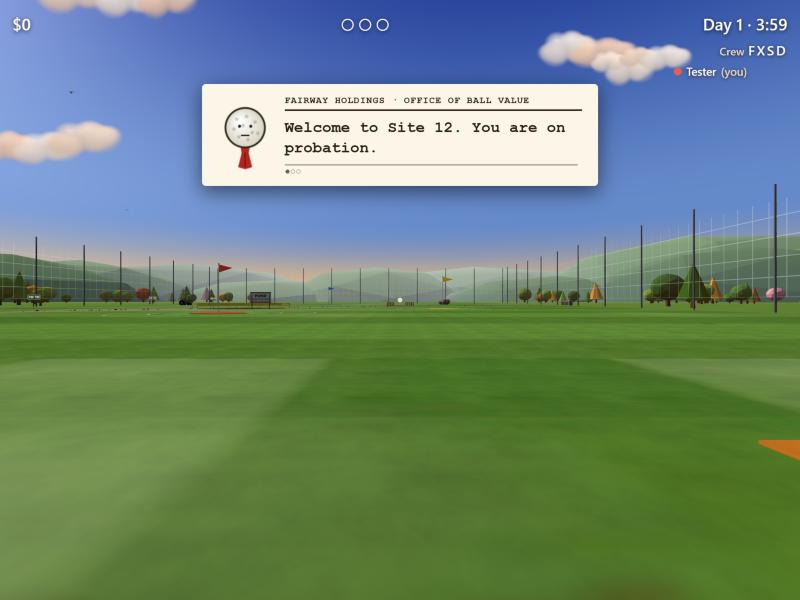 $0
Day 1 · 3:59
Crew FXSD
Tester (you)
FAIRWAY HOLDINGS · OFFICE OF BALL VALUE
Welcome to Site 12. You are on
probation.